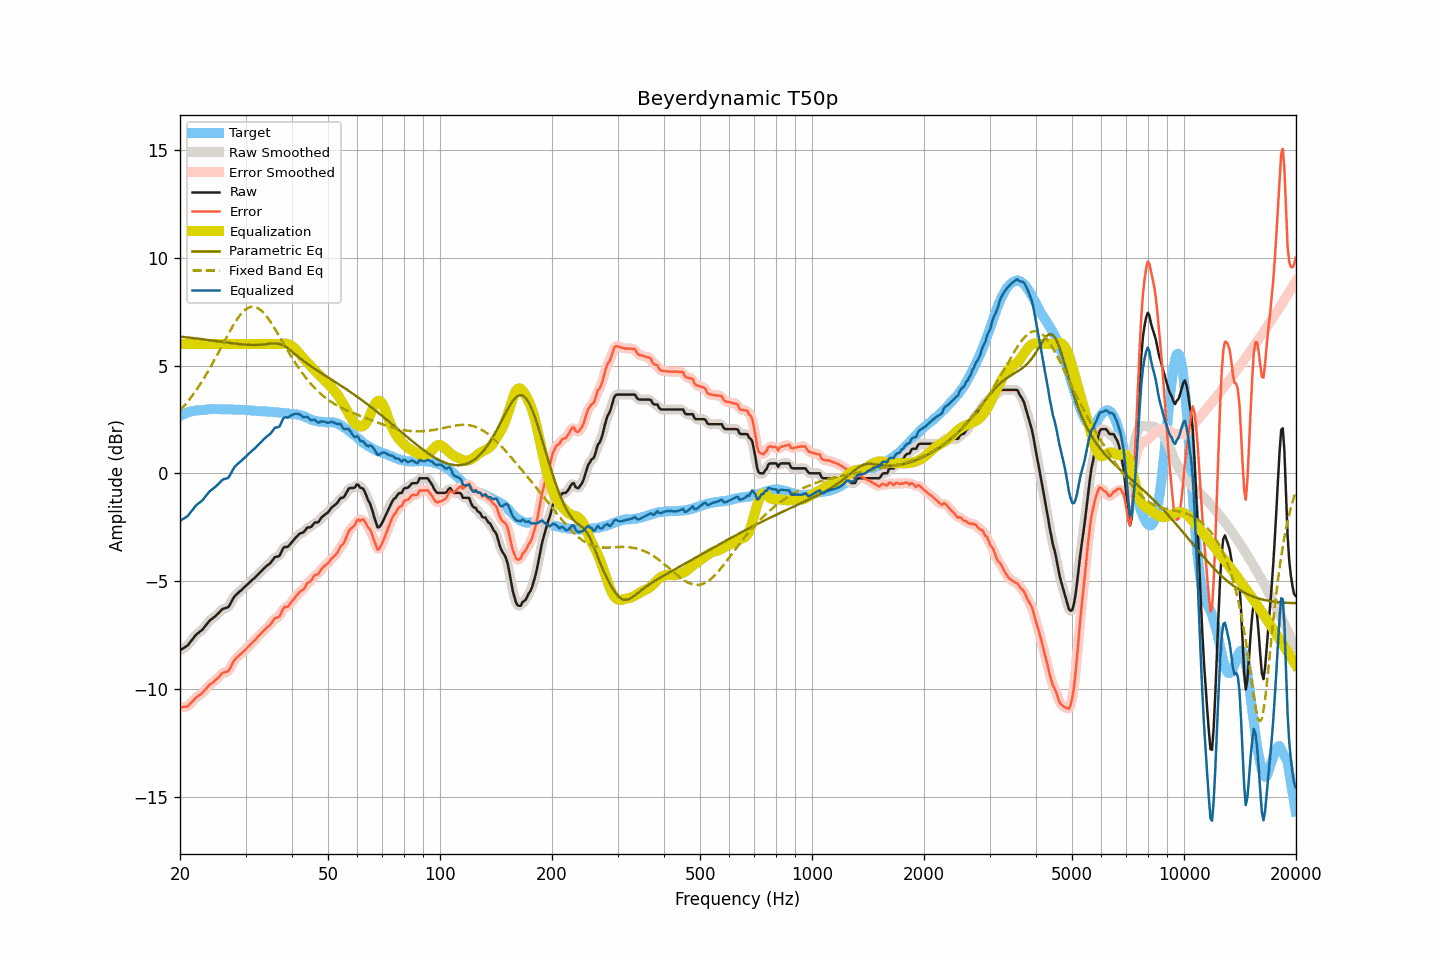 Beyerdynamic T50p
Target
Raw Smoothed
Error Smoothed
Raw
Error
Equalization
Parametric Eq
Fixed Band Eq
Equalized
15
10
5
0
−5
−10
−15
Amplitude (dBr)
20 50 100 200 500 1000 2000 5000 10000 20000
Frequency (Hz)